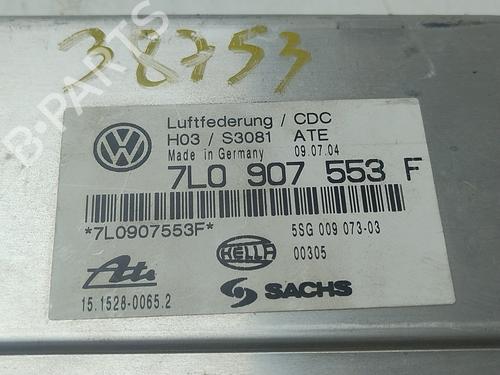 38753
B-PARTS
Luftfederung / CDC
H03 / S3081 ATE
Made in Germany 09.07.04
7L0 907 553 F
*7L0907553F*
5SG 009 073-03
HELLA
00305
Ate
15.1528-0065.2
SACHS